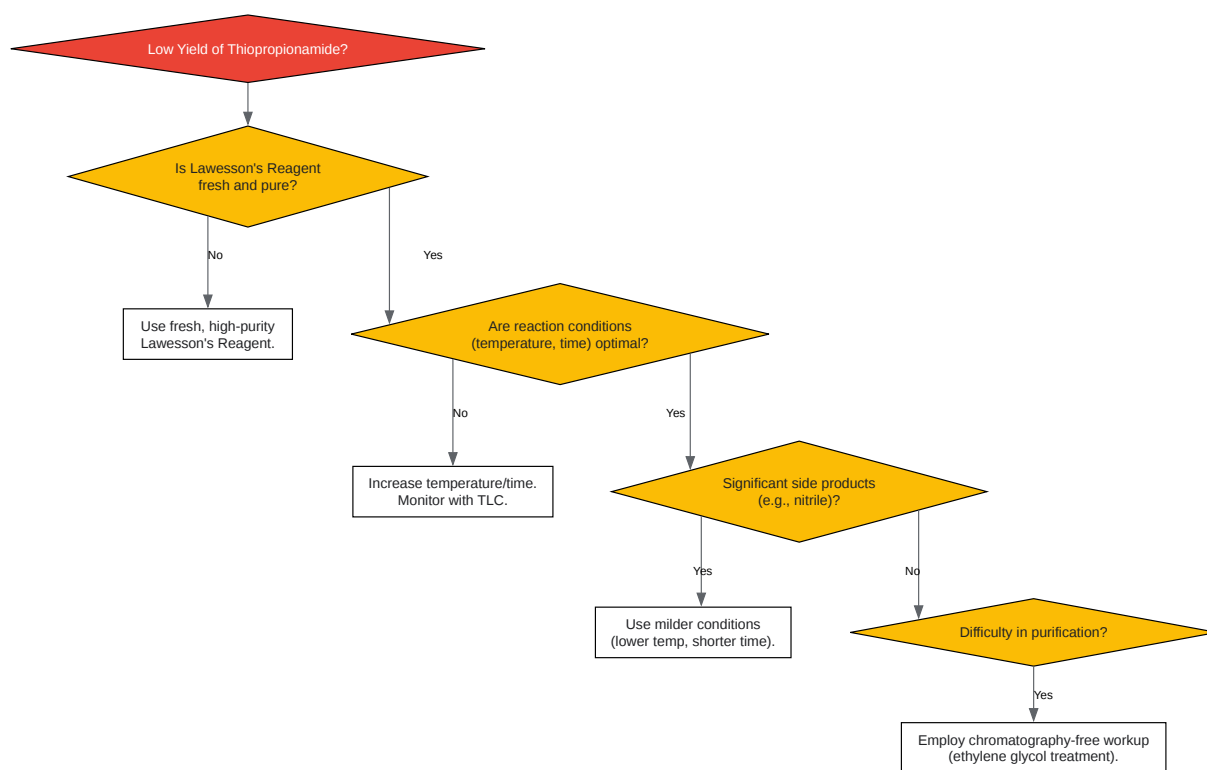 Low Yield of Thiopropionamide?
Is Lawesson's Reagent
fresh and pure?
No
Yes
Use fresh, high-purity
Lawesson's Reagent.
Are reaction conditions
(temperature, time) optimal?
No
Yes
Increase temperature/time.
Monitor with TLC.
Significant side products
(e.g., nitrile)?
Yes
No
Use milder conditions
(lower temp, shorter time).
Difficulty in purification?
Yes
Employ chromatography-free workup
(ethylene glycol treatment).